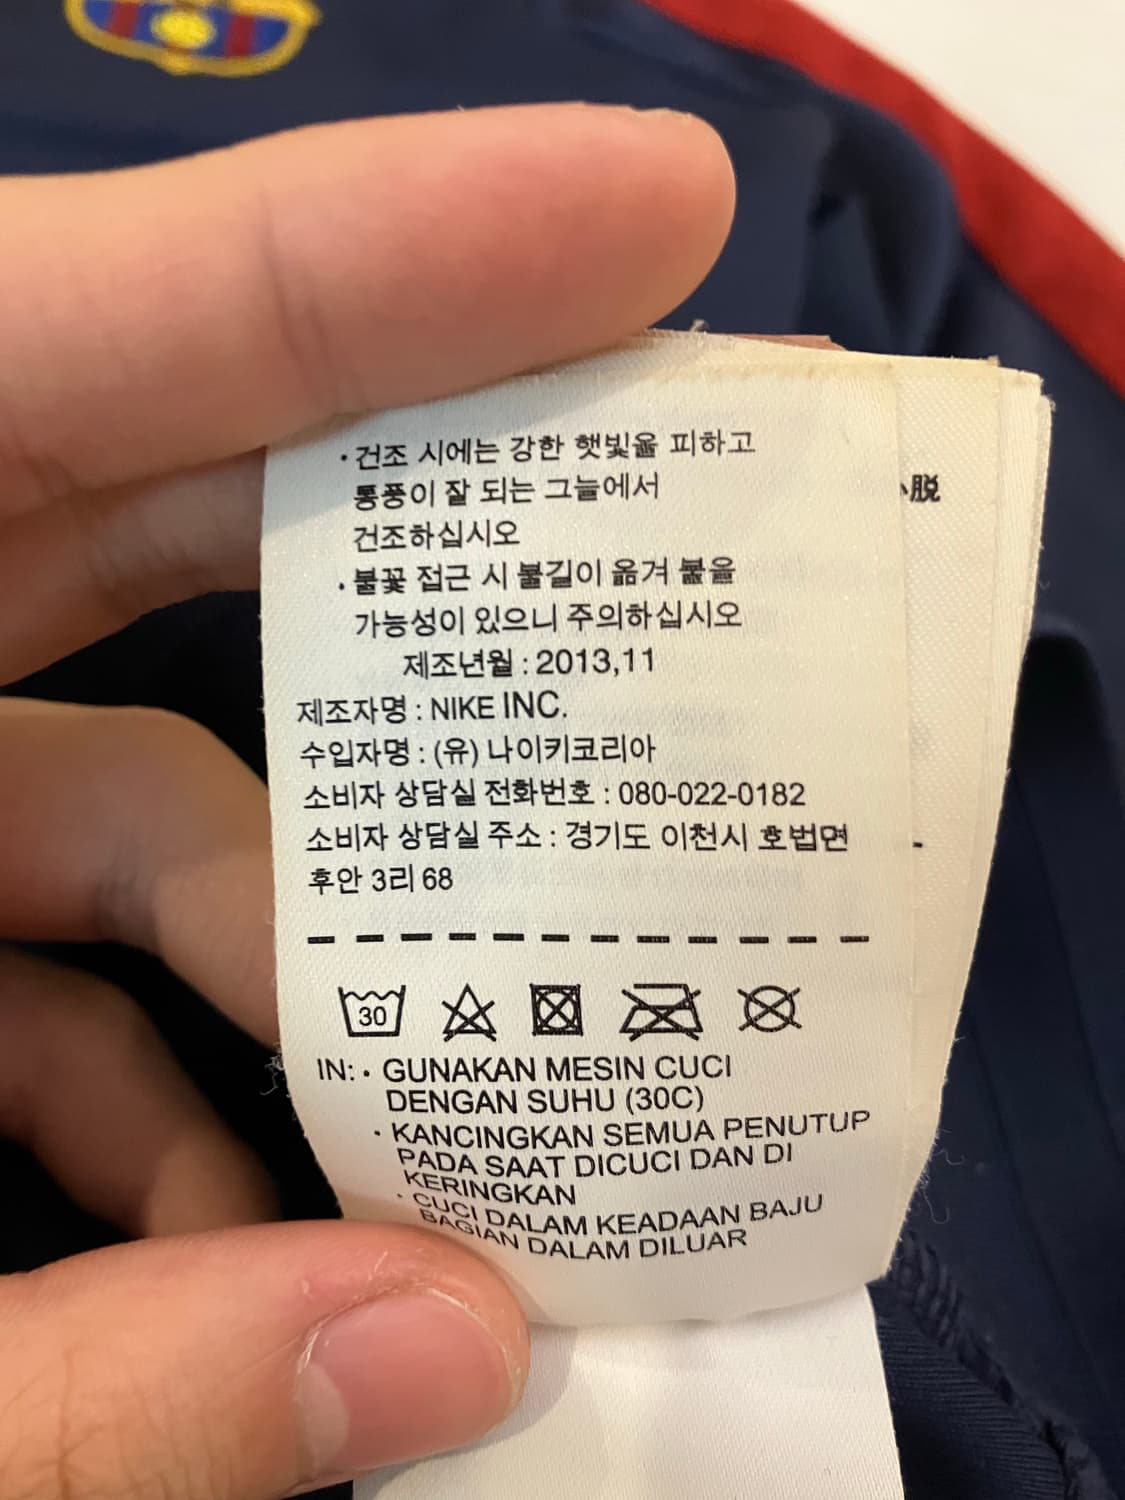 · 건조 시에는 강한 햇빛을 피하고
통풍이 잘 되는 그늘에서
건조하십시오
· 불꽃 접근 시 불길이 옮겨 붙을
가능성이 있으니 주의하십시오
제조년월 : 2013,11
제조자명 : NIKE INC.
수입자명 : (유) 나이키코리아
소비자 상담실 전화번호 : 080-022-0182
소비자 상담실 주소 : 경기도 이천시 호법면
후안 3리 68
30
IN: · GUNAKAN MESIN CUCI
DENGAN SUHU (30C)
· KANCINGKAN SEMUA PENUTUP
PADA SAAT DICUCI DAN DI
KERINGKAN
· CUCI DALAM KEADAAN BAJU
BAGIAN DALAM DILUAR
脱